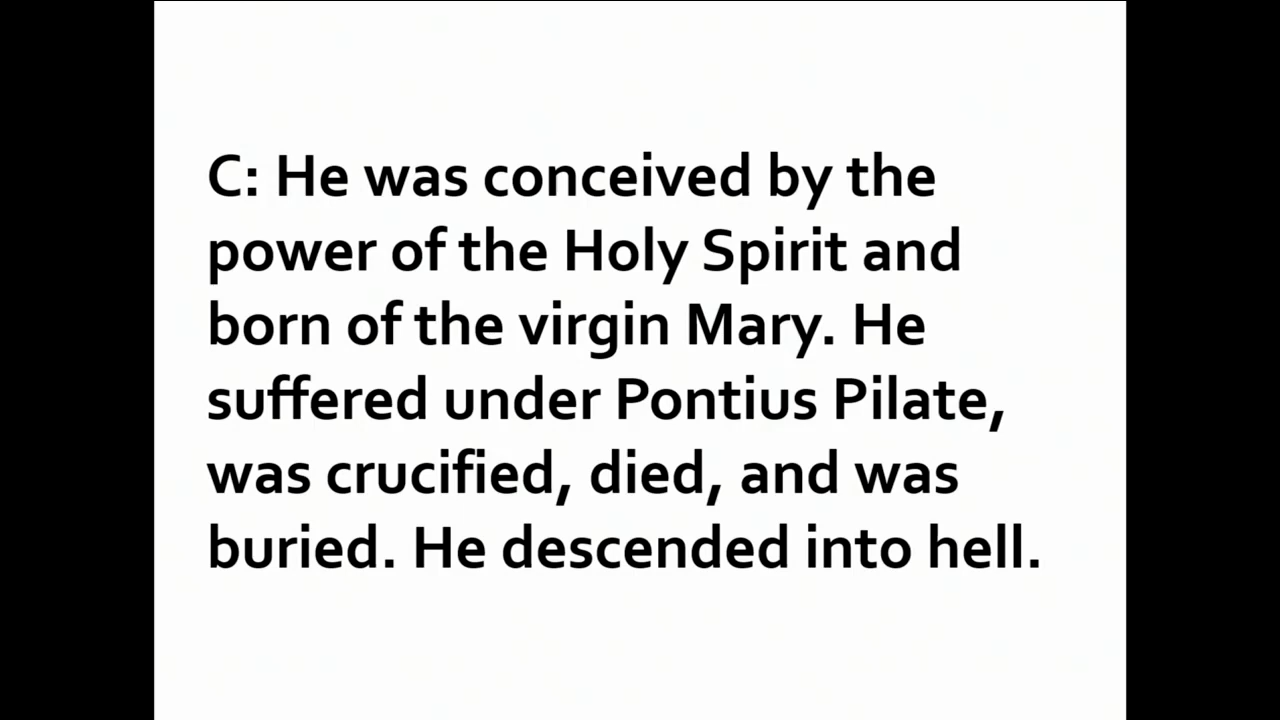 C: He was conceived by the
power of the Holy Spirit and
born of the virgin Mary. He
suffered under Pontius Pilate,
was crucified, died, and was
buried. He descended into hell.